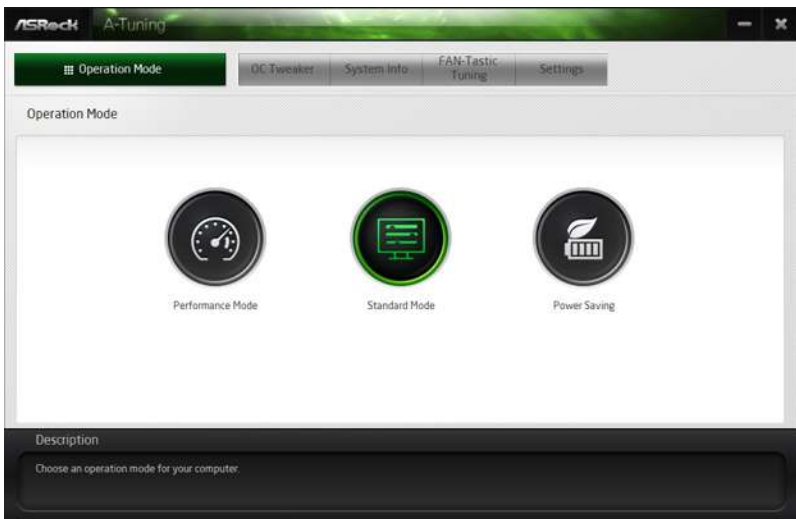 ASRock A-Tuning
Operation Mode OC Tweaker System Info FAN-Tastic Tuning Settings
Operation Mode
Performance Mode Standard Mode Power Saving
Description
Choose an operation mode for your computer.